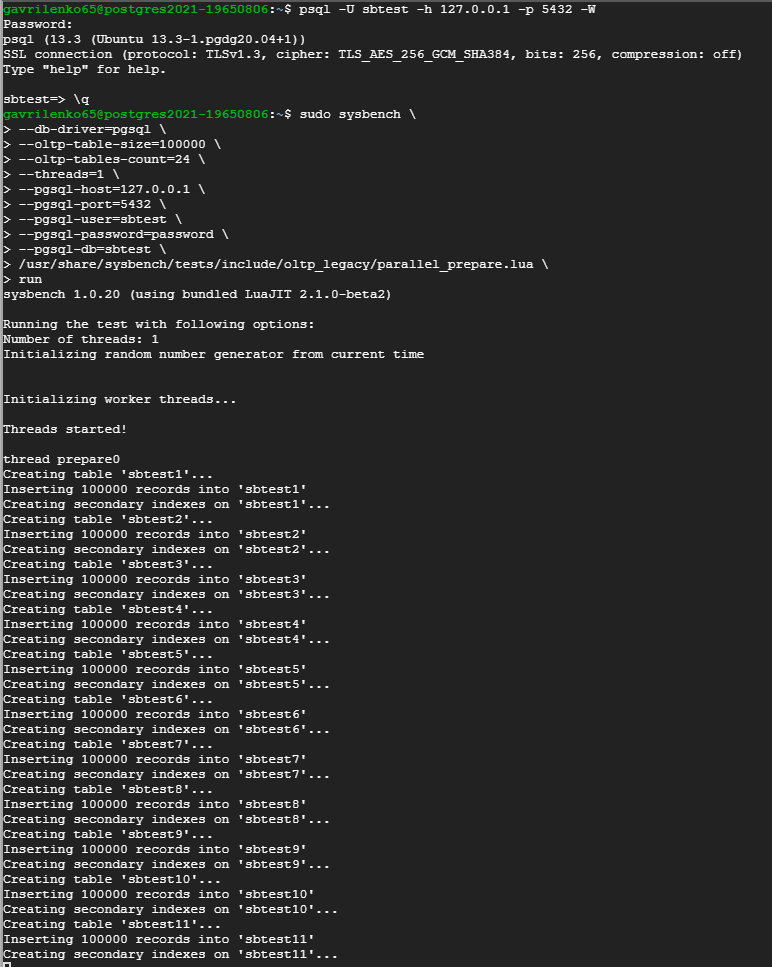 gavrilenko65@postgres2021-19650806:~$ psql -U sbtest -h 127.0.0.1 -p 5432 -W
Password:
psql (13.3 (Ubuntu 13.3-1.pgdg20.04+1))
SSL connection (protocol: TLSv1.3, cipher: TLS_AES_256_GCM_SHA384, bits: 256, compression: off)
Type "help" for help.
sbtest=> \q
gavrilenko65@postgres2021-19650806:~$ sudo sysbench \
> --db-driver=pgsql \
> --oltp-table-size=100000 \
> --oltp-tables-count=24 \
> --threads=1 \
> --pgsql-host=127.0.0.1 \
> --pgsql-port=5432 \
> --pgsql-user=sbtest \
> --pgsql-password=password \
> --pgsql-db=sbtest \
> /usr/share/sysbench/tests/include/oltp_legacy/parallel_prepare.lua \
> run
sysbench 1.0.20 (using bundled LuaJIT 2.1.0-beta2)
Running the test with following options:
Number of threads: 1
Initializing random number generator from current time
Initializing worker threads...
Threads started!
thread prepare0
Creating table 'sbtest1'...
Inserting 100000 records into 'sbtest1'
Creating secondary indexes on 'sbtest1'...
Creating table 'sbtest2'...
Inserting 100000 records into 'sbtest2'
Creating secondary indexes on 'sbtest2'...
Creating table 'sbtest3'...
Inserting 100000 records into 'sbtest3'
Creating secondary indexes on 'sbtest3'...
Creating table 'sbtest4'...
Inserting 100000 records into 'sbtest4'
Creating secondary indexes on 'sbtest4'...
Creating table 'sbtest5'...
Inserting 100000 records into 'sbtest5'
Creating secondary indexes on 'sbtest5'...
Creating table 'sbtest6'...
Inserting 100000 records into 'sbtest6'
Creating secondary indexes on 'sbtest6'...
Creating table 'sbtest7'...
Inserting 100000 records into 'sbtest7'
Creating secondary indexes on 'sbtest7'...
Creating table 'sbtest8'...
Inserting 100000 records into 'sbtest8'
Creating secondary indexes on 'sbtest8'...
Creating table 'sbtest9'...
Inserting 100000 records into 'sbtest9'
Creating secondary indexes on 'sbtest9'...
Creating table 'sbtest10'...
Inserting 100000 records into 'sbtest10'
Creating secondary indexes on 'sbtest10'...
Creating table 'sbtest11'...
Inserting 100000 records into 'sbtest11'
Creating secondary indexes on 'sbtest11'...